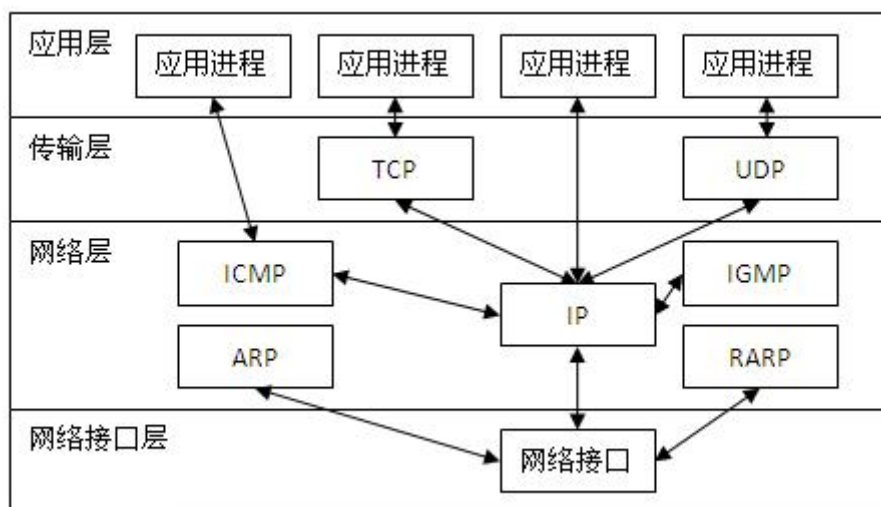 应用层
应用进程 应用进程 应用进程 应用进程
传输层
TCP UDP
网络层
ICMP IGMP
IP
ARP RARP
网络接口层
网络接口